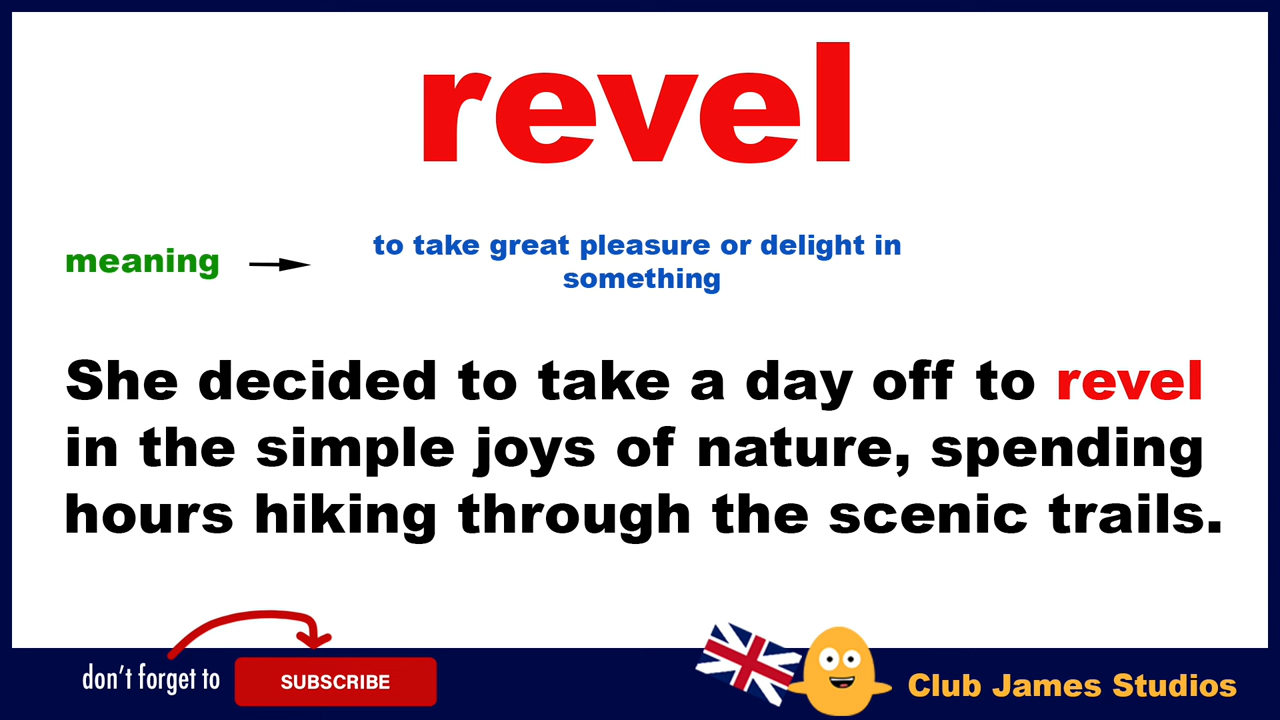 revel
meaning
to take great pleasure or delight in
something
She decided to take a day off to revel
in the simple joys of nature, spending
hours hiking through the scenic trails.
don't forget to
SUBSCRIBE
Club James Studios